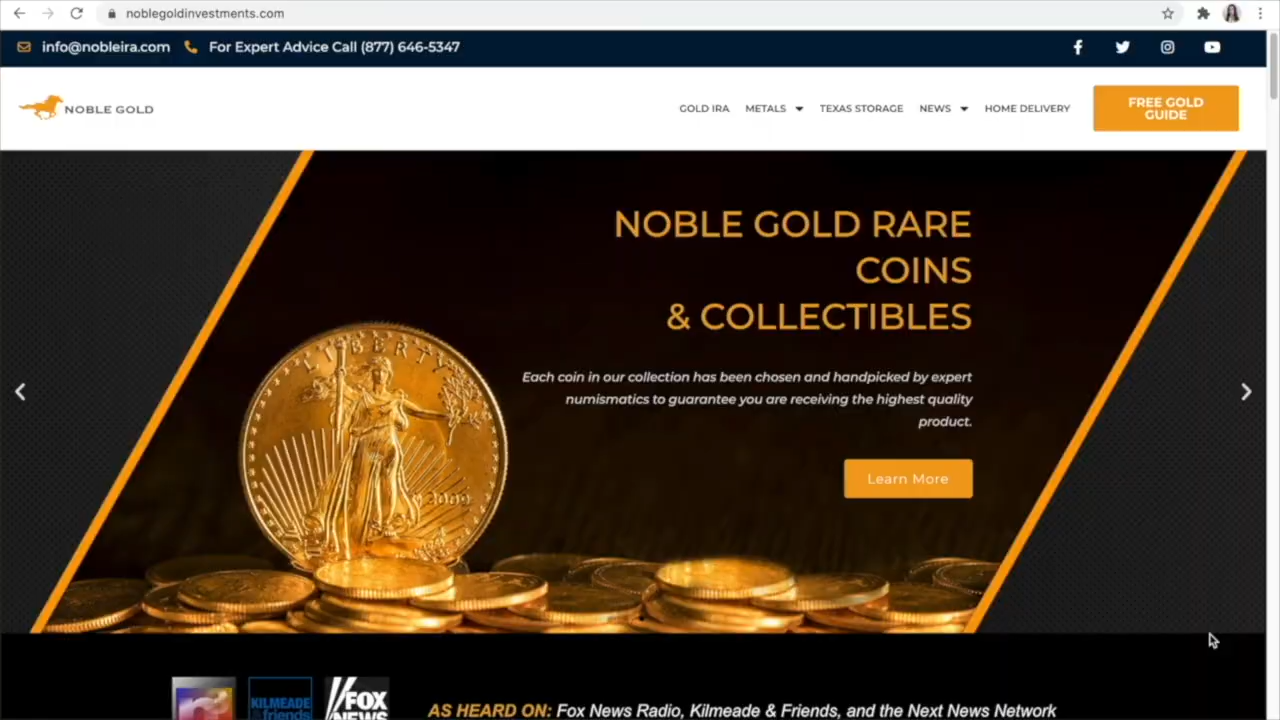 noblegoldinvestments.com
info@nobleira.com For Expert Advice Call (877) 646-5347
NOBLE GOLD
GOLD IRA METALS TEXAS STORAGE NEWS HOME DELIVERY
FREE GOLD
GUIDE
NOBLE GOLD RARE
COINS
& COLLECTIBLES
LIBERTY
2009
Each coin in our collection has been chosen and handpicked by expert
numismatics to guarantee you are receiving the highest quality
product.
Learn More
KILMEADE
& friends
FOX
NEWS
AS HEARD ON: Fox News Radio, Kilmeade & Friends, and the Next News Network